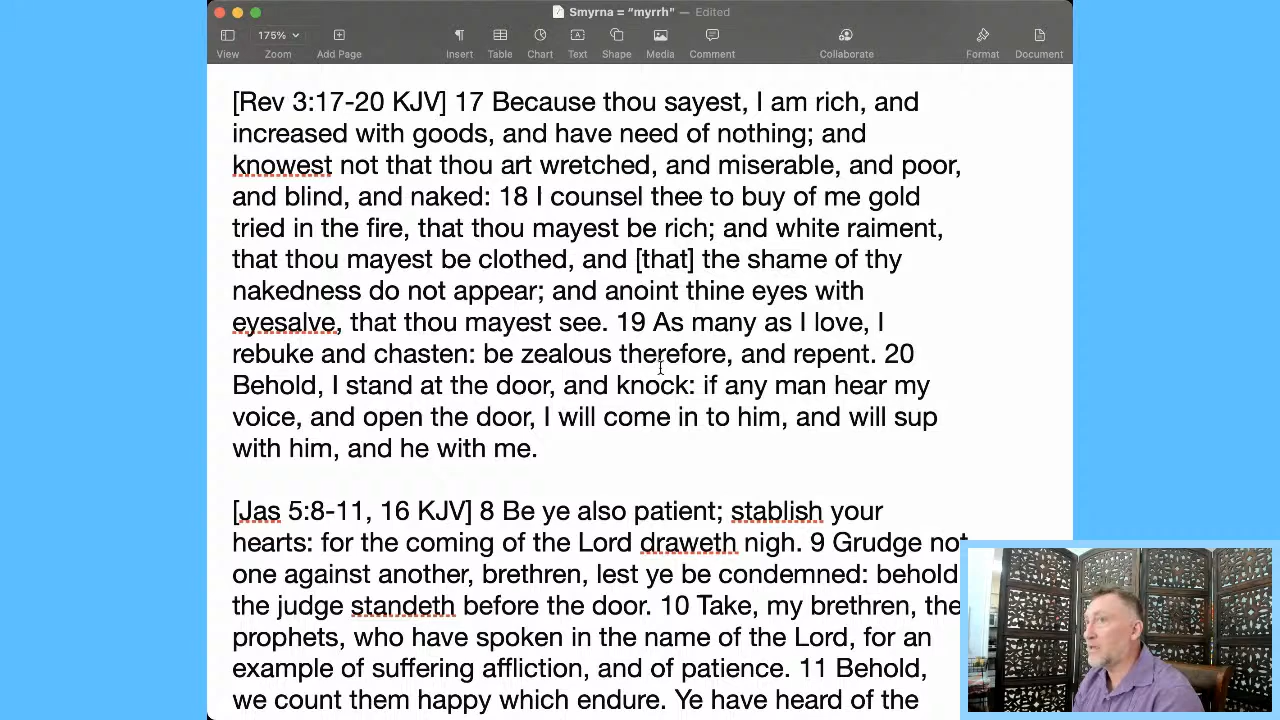 Smyrna = "myrrh" — Edited
175%
View
Zoom
Add Page
Insert
Table
Chart
Text
Shape
Media
Comment
Collaborate
Format
Document
[Rev 3:17-20 KJV] 17 Because thou sayest, I am rich, and
increased with goods, and have need of nothing; and
knowest not that thou art wretched, and miserable, and poor,
and blind, and naked: 18 I counsel thee to buy of me gold
tried in the fire, that thou mayest be rich; and white raiment,
that thou mayest be clothed, and [that] the shame of thy
nakedness do not appear; and anoint thine eyes with
eyesalve, that thou mayest see. 19 As many as I love, I
rebuke and chasten: be zealous therefore, and repent. 20
Behold, I stand at the door, and knock: if any man hear my
voice, and open the door, I will come in to him, and will sup
with him, and he with me.
[Jas 5:8-11, 16 KJV] 8 Be ye also patient; stablish your
hearts: for the coming of the Lord draweth nigh. 9 Grudge not
one against another, brethren, lest ye be condemned: behold
the judge standeth before the door. 10 Take, my brethren, the
prophets, who have spoken in the name of the Lord, for an
example of suffering affliction, and of patience. 11 Behold,
we count them happy which endure. Ye have heard of the